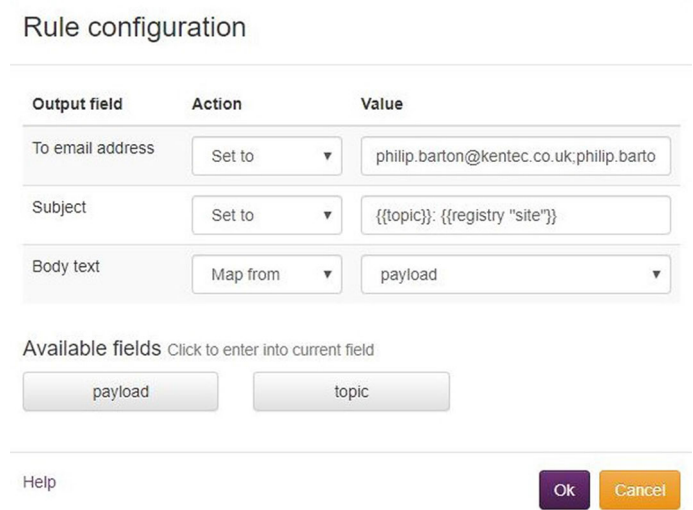 Rule configuration
Output field Action Value
To email address Set to philip.barton@kentec.co.uk;philip.barto
Subject Set to {{topic}}: {{registry "site"}}
Body text Map from payload
Available fields Click to enter into current field
payload topic
Help Ok Cancel